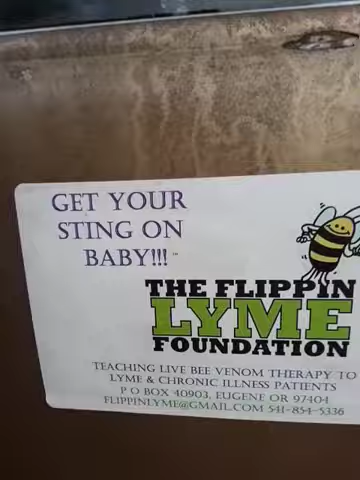 GET YOUR
STING ON
BABY!!! ™
THE FLIPPIN
LYME
FOUNDATION
TEACHING LIVE BEE VENOM THERAPY TO
LYME & CHRONIC ILLNESS PATIENTS
P O BOX 40903, EUGENE OR 97404
FLIPPINLYME@GMAIL.COM 541-854-5336